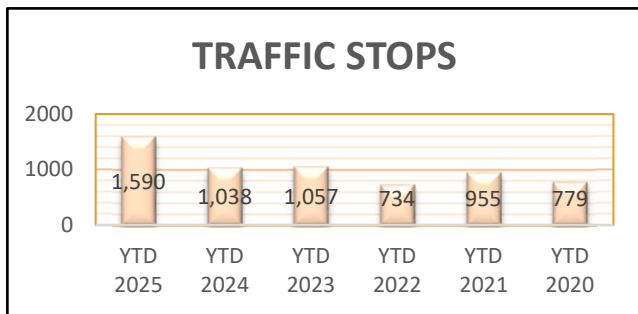 TRAFFIC STOPS
2000
1000
0
1,590 1,038 1,057 734 955 779
YTD YTD YTD YTD YTD YTD
2025 2024 2023 2022 2021 2020